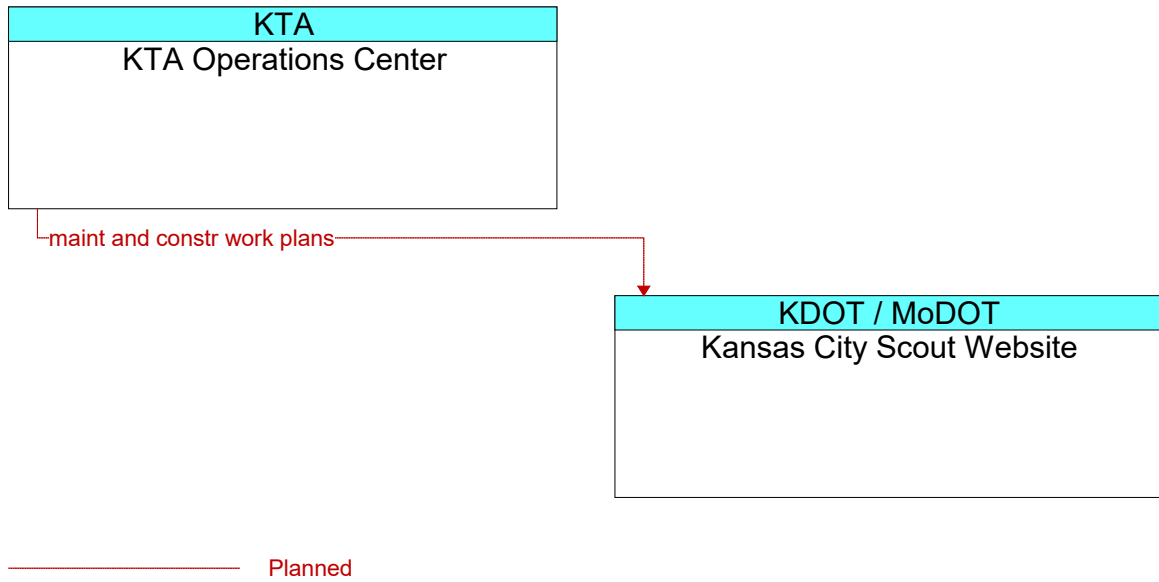 KTA
KTA Operations Center
maint and constr work plans
KDOT / MoDOT
Kansas City Scout Website
Planned